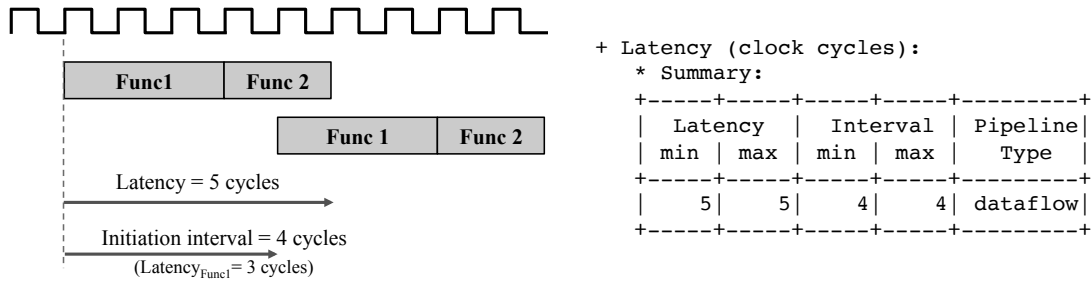 Func1 Func 2
Func 1 Func 2
Latency = 5 cycles
Initiation interval = 4 cycles
(LatencyFunc1= 3 cycles)
+ Latency (clock cycles):
* Summary:
+-----+-----+-----+-----+---------+
| Latency | Interval | Pipeline|
| min | max | min | max | Type |
+-----+-----+-----+-----+---------+
| 5| 5| 4| 4| dataflow|
+-----+-----+-----+-----+---------+